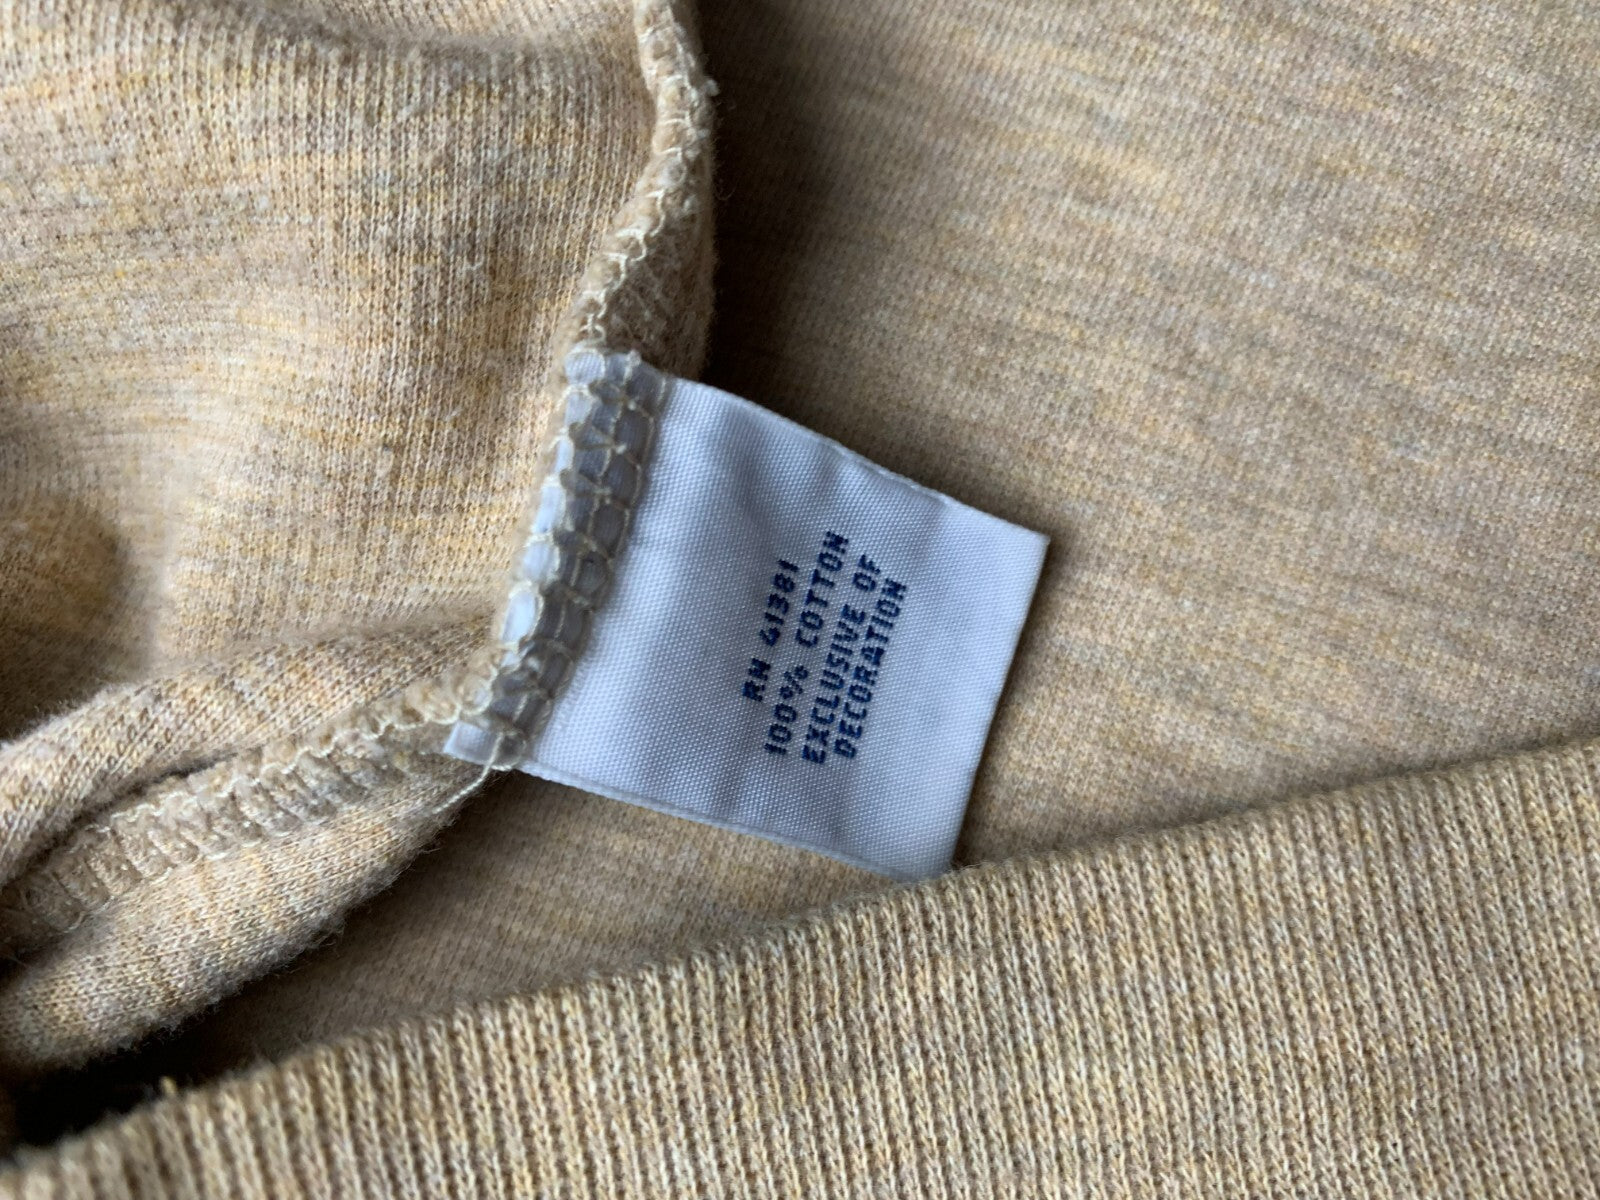 RN 41381
100% COTTON
EXCLUSIVE OF
DECORATION